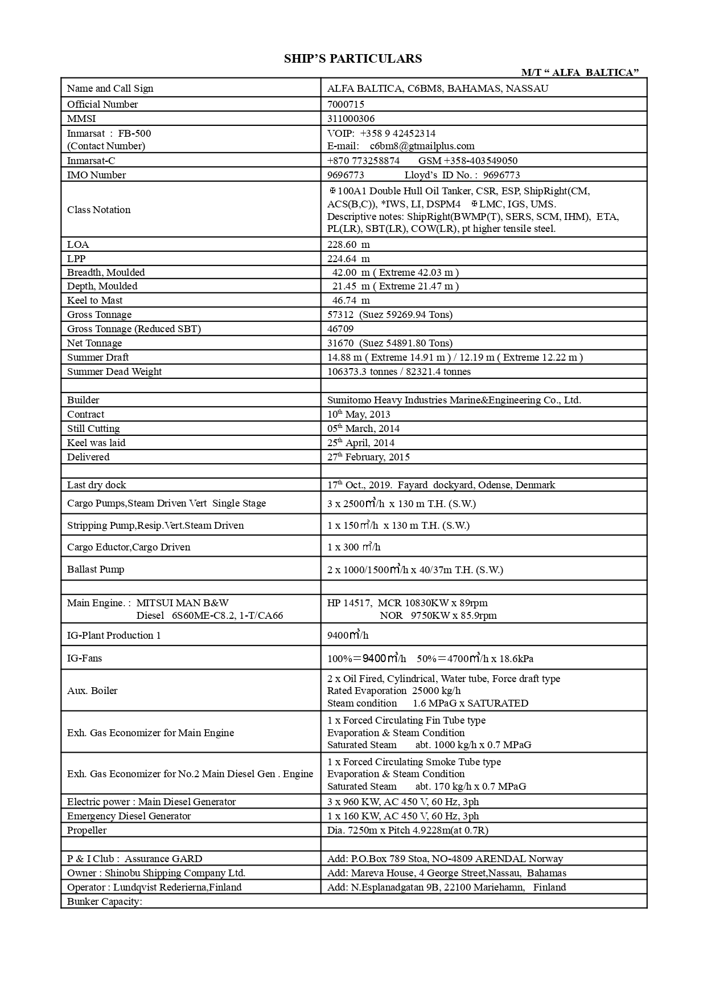 SHIP’S PARTICULARS
M/T “ ALFA BALTICA”
Name and Call Sign ALFA BALTICA, C6BM8, BAHAMAS, NASSAU
Official Number 7000715
MMSI 311000306
Inmarsat : FB-500 VOIP: +358 9 42452314
(Contact Number) E-mail: c6bm8@gtmailplus.com
Inmarsat-C +870 773258874 GSM +358-403549050
IMO Number 9696773 Lloyd’s ID No. : 9696773
Class Notation
✠100A1 Double Hull Oil Tanker, CSR, ESP, ShipRight(CM,
ACS(B,C)), *IWS, LI, DSPM4 ✠LMC, IGS, UMS.
Descriptive notes: ShipRight(BWMP(T), SERS, SCM, IHM), ETA,
PL(LR), SBT(LR), COW(LR), pt higher tensile steel.
LOA 228.60 m
LPP 224.64 m
Breadth, Moulded 42.00 m ( Extreme 42.03 m )
Depth, Moulded 21.45 m ( Extreme 21.47 m )
Keel to Mast 46.74 m
Gross Tonnage 57312 (Suez 59269.94 Tons)
Gross Tonnage (Reduced SBT) 46709
Net Tonnage 31670 (Suez 54891.80 Tons)
Summer Draft 14.88 m ( Extreme 14.91 m ) / 12.19 m ( Extreme 12.22 m )
Summer Dead Weight 106373.3 tonnes / 82321.4 tonnes
Builder Sumitomo Heavy Industries Marine&Engineering Co., Ltd.
Contract 10th May, 2013
Still Cutting 05th March, 2014
Keel was laid 25th April, 2014
Delivered 27th February, 2015
Last dry dock 17th Oct., 2019. Fayard dockyard, Odense, Denmark
Cargo Pumps,Steam Driven Vert Single Stage 3 x 2500㎥/h x 130 m T.H. (S.W.)
Stripping Pump,Resip.Vert.Steam Driven 1 x 150㎥/h x 130 m T.H. (S.W.)
Cargo Eductor,Cargo Driven 1 x 300 ㎥/h
Ballast Pump 2 x 1000/1500㎥/h x 40/37m T.H. (S.W.)
Main Engine. : MITSUI MAN B&W HP 14517, MCR 10830KW x 89rpm
Diesel 6S60ME-C8.2, 1-T/CA66 NOR 9750KW x 85.9rpm
IG-Plant Production 1 9400㎥/h
IG-Fans 100%＝9400㎥/h 50%＝4700㎥/h x 18.6kPa
Aux. Boiler
2 x Oil Fired, Cylindrical, Water tube, Force draft type
Rated Evaporation 25000 kg/h
Steam condition 1.6 MPaG x SATURATED
Exh. Gas Economizer for Main Engine
1 x Forced Circulating Fin Tube type
Evaporation & Steam Condition
Saturated Steam abt. 1000 kg/h x 0.7 MPaG
Exh. Gas Economizer for No.2 Main Diesel Gen . Engine
1 x Forced Circulating Smoke Tube type
Evaporation & Steam Condition
Saturated Steam abt. 170 kg/h x 0.7 MPaG
Electric power : Main Diesel Generator 3 x 960 KW, AC 450 V, 60 Hz, 3ph
Emergency Diesel Generator 1 x 160 KW, AC 450 V, 60 Hz, 3ph
Propeller Dia. 7250m x Pitch 4.9228m(at 0.7R)
P & I Club : Assurance GARD Add: P.O.Box 789 Stoa, NO-4809 ARENDAL Norway
Owner : Shinobu Shipping Company Ltd. Add: Mareva House, 4 George Street,Nassau, Bahamas
Operator : Lundqvist Rederierna,Finland Add: N.Esplanadgatan 9B, 22100 Mariehamn, Finland
Bunker Capacity: